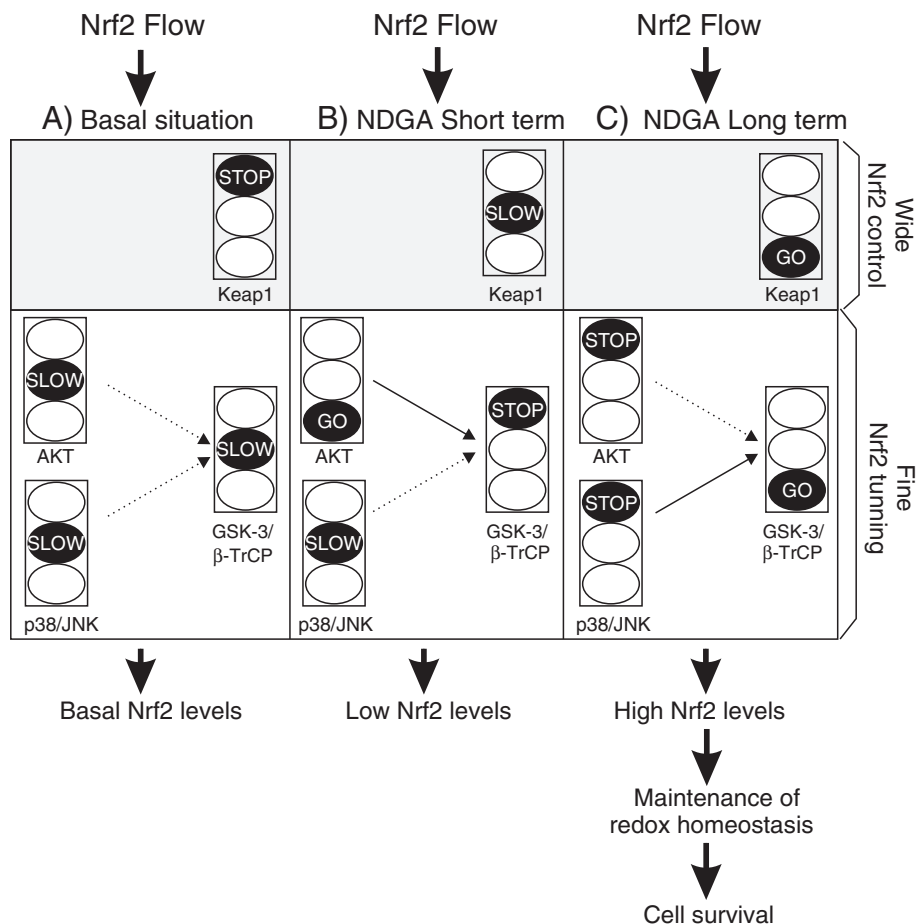 Nrf2 Flow
Nrf2 Flow
Nrf2 Flow
A) Basal situation
B) NDGA Short term
C) NDGA Long term
STOP
Keap1
SLOW
Keap1
GO
Keap1
Wide
Nrf2 control
SLOW
AKT
SLOW
p38/JNK
SLOW
GSK-3/
β-TrCP
GO
AKT
SLOW
p38/JNK
STOP
GSK-3/
β-TrCP
STOP
AKT
STOP
p38/JNK
GO
GSK-3/
β-TrCP
Fine
Nrf2 tunning
Basal Nrf2 levels
Low Nrf2 levels
High Nrf2 levels
Maintenance of
redox homeostasis
Cell survival